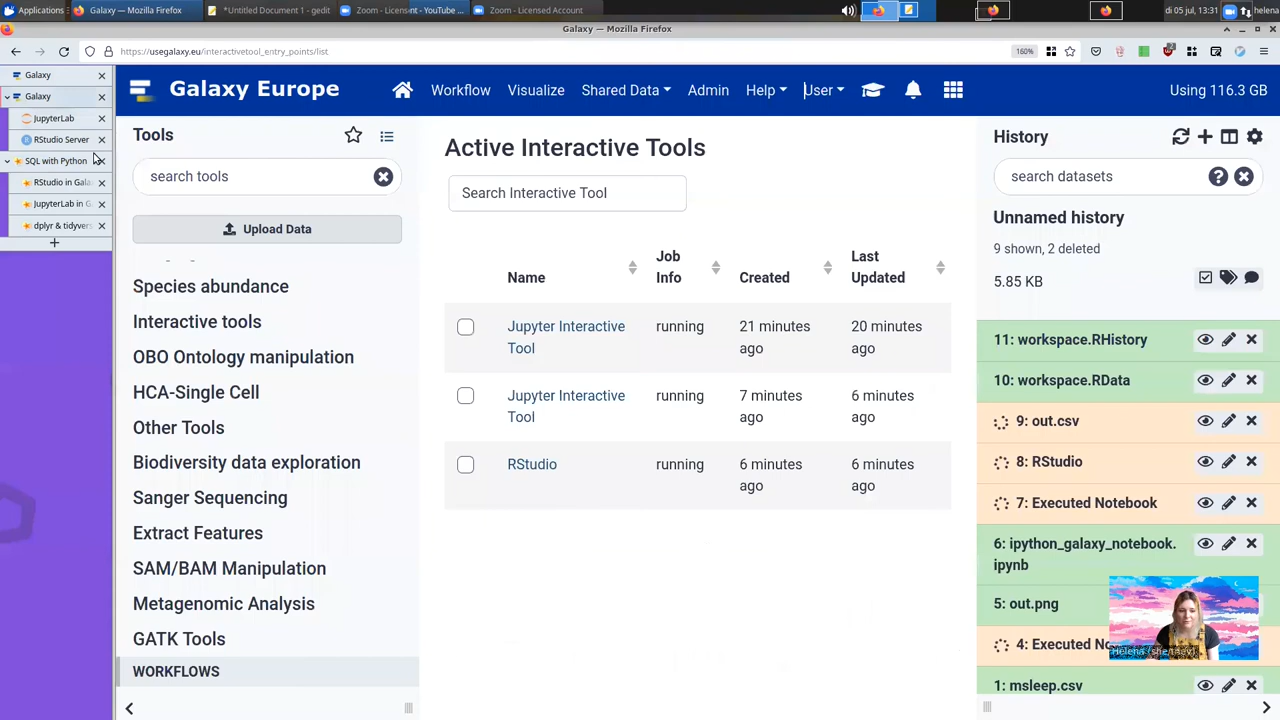 Applications
Galaxy — Mozilla Firefox
*Untitled Document 1 - gedit
Zoom - Licens
YouTube ...
Zoom - Licensed Account
di 05 jul, 13:31
helena
Galaxy — Mozilla Firefox
https://usegalaxy.eu/interactivetool_entry_points/list
160%
Galaxy
Galaxy
JupyterLab
RStudio Server
SQL with Python
RStudio in Gala
JupyterLab in G
dplyr & tidyvers
+
Galaxy Europe
Workflow
Visualize
Shared Data
Admin
Help
User
Using 116.3 GB
Tools
search tools
Upload Data
Species abundance
Interactive tools
OBO Ontology manipulation
HCA-Single Cell
Other Tools
Biodiversity data exploration
Sanger Sequencing
Extract Features
SAM/BAM Manipulation
Metagenomic Analysis
GATK Tools
WORKFLOWS
Active Interactive Tools
Search Interactive Tool
Name
Job Info
Created
Last Updated
Jupyter Interactive Tool
running
21 minutes ago
20 minutes ago
Jupyter Interactive Tool
running
7 minutes ago
6 minutes ago
RStudio
running
6 minutes ago
6 minutes ago
History
search datasets
Unnamed history
9 shown, 2 deleted
5.85 KB
11: workspace.RHistory
10: workspace.RData
9: out.csv
8: RStudio
7: Executed Notebook
6: ipython_galaxy_notebook.
ipynb
5: out.png
4: Executed No
1: msleep.csv
Helena (she/they)